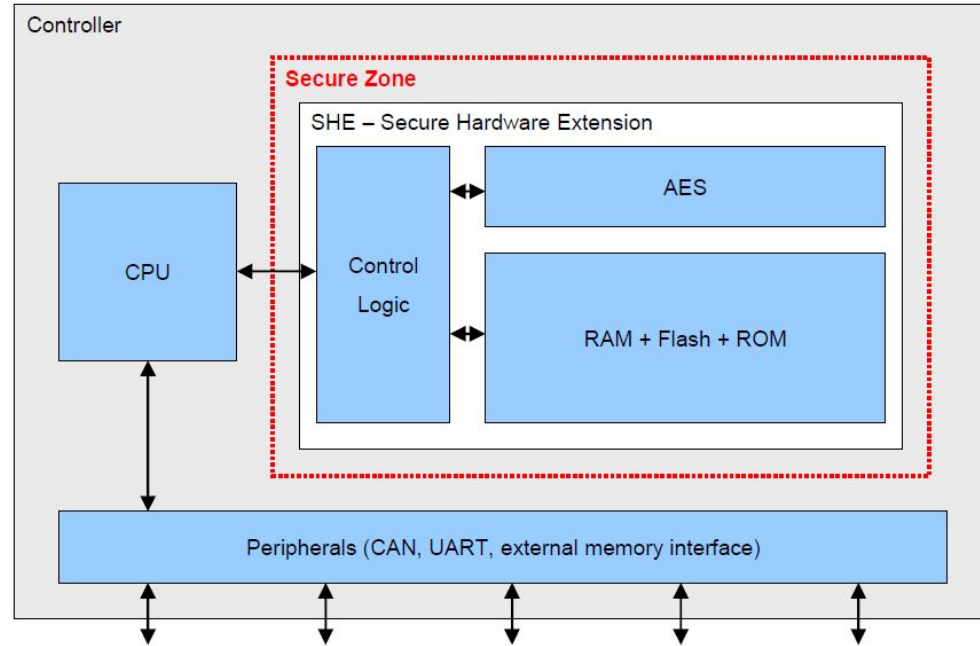 Controller
Secure Zone
SHE – Secure Hardware Extension
AES
CPU
Control
Logic
RAM + Flash + ROM
Peripherals (CAN, UART, external memory interface)